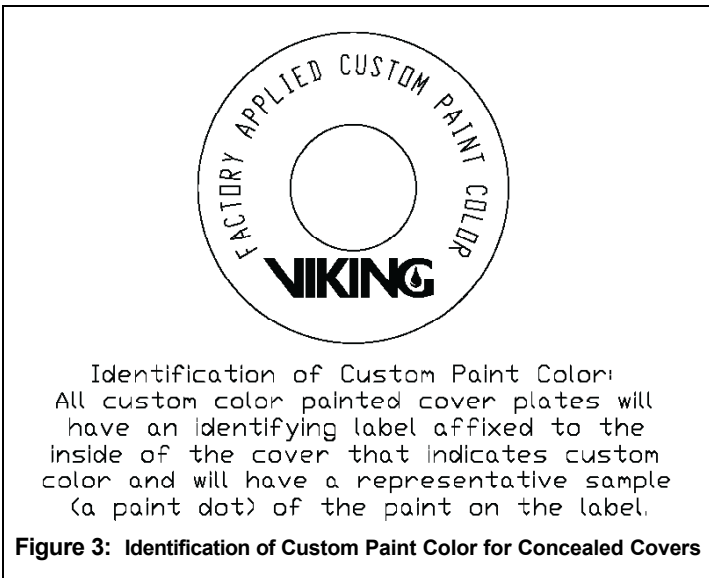 FACTORY APPLIED CUSTOM PAINT COLOR
VIKING
Identification of Custom Paint Color:
All custom color painted cover plates will
have an identifying label affixed to the
inside of the cover that indicates custom
color and will have a representative sample
(a paint dot) of the paint on the label.
Figure 3: Identification of Custom Paint Color for Concealed Covers